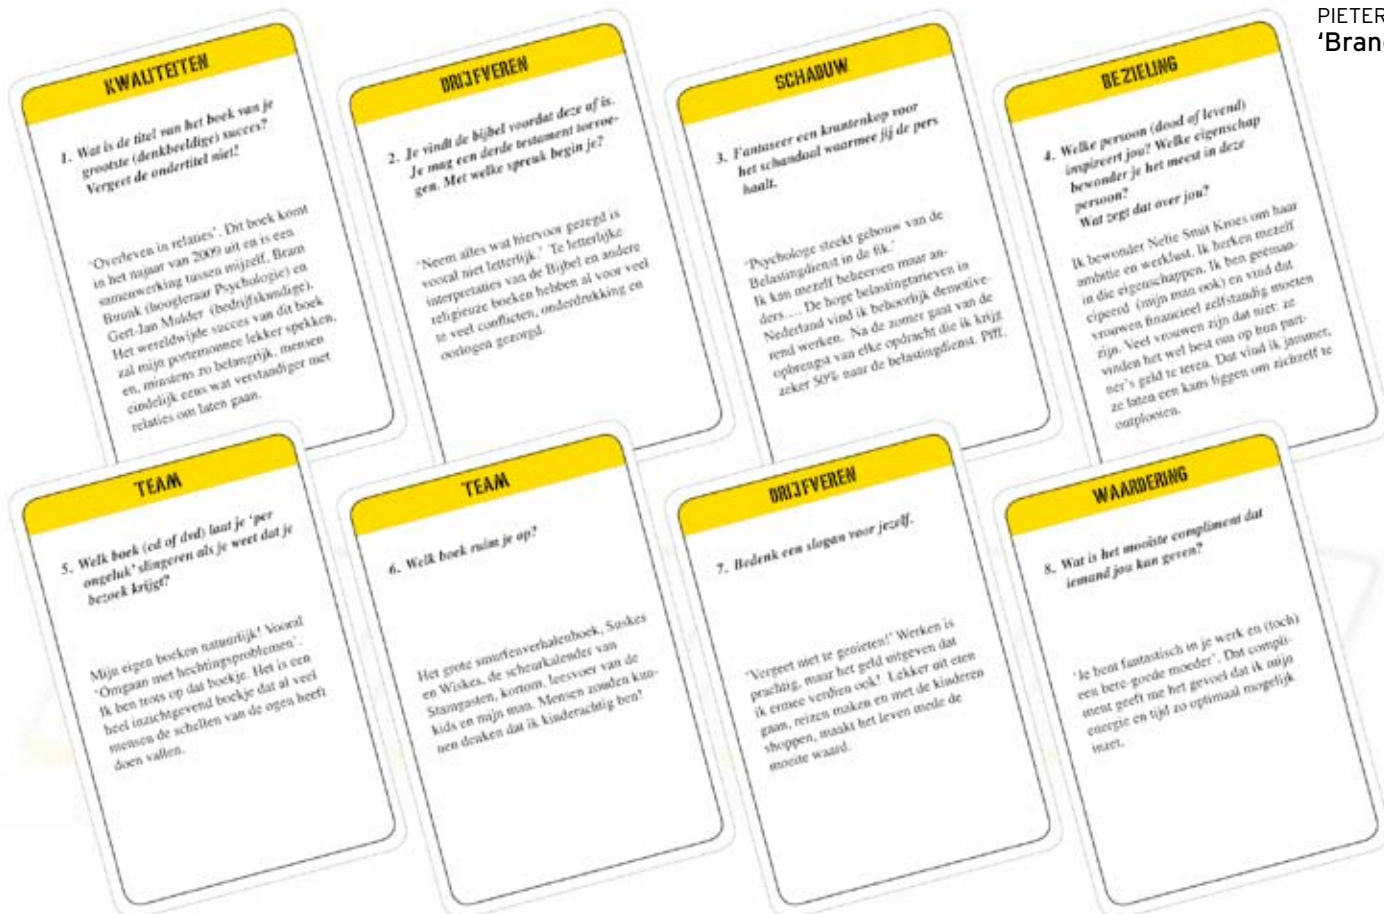 PIETER
'Branc
KWALITEITEN
1. Wat is de titel van het boek van je
grootste (denkbeeldige) succes?
Vergeet de ondertitel niet!
'Overleven in relaties'. Dit boek komt
in het najaar van 2009 uit en is een
samenwerking tussen mijzelf, Bram
Buunk (hoogleraar Psychologie) en
Gert-Jan Mulder (bedrijfskundige).
Het wereldwijde succes van dit boek
zal mijn portemonnee lekker spekken,
en, minstens zo belangrijk, mensen
eindelijk eens wat verstandiger met
relaties om laten gaan.
DRIJFVEREN
2. Je vindt de bijbel voordat deze af is.
Je mag een derde testament toevoe-
gen. Met welke spreuk begin je?
'Neem alles wat hiervoor gezegd is
vooral niet letterlijk.' Te letterlijke
interpretaties van de Bijbel en andere
religieuze boeken hebben al voor veel
te veel conflicten, onderdrukking en
oorlogen gezorgd.
SCHADUW
3. Fantaseer een krantenkop voor
het schandaal waarmee jij de pers
haalt.
'Psychologe steekt gebouw van de
Belastingdienst in de fik.'
Ik kan mezelf beheersen maar an-
ders.... De hoge belastingtarieven in
Nederland vind ik behoorlijk demotive-
rend werken. Na de zomer gaat van de
opbrengst van elke opdracht die ik krijg
zeker 50% naar de belastingdienst. Pfff.
BEZIELING
4. Welke persoon (dood of levend)
inspireert jou? Welke eigenschap
bewonder je het meest in deze
persoon?
Wat zegt dat over jou?
Ik bewonder Nelie Smit Kroes om haar
ambitie en werklust. Ik herken mezelf
in die eigenschappen. Ik ben geëman-
cipeerd (mijn man ook) en vind dat
vrouwen financieel zelfstandig moeten
zijn. Veel vrouwen zijn dat niet: ze
vinden het wel best om op hun part-
ner's geld te teren. Dat vind ik jammer,
ze laten een kans liggen om zichzelf te
ontplooien.
TEAM
5. Welk boek (cd of dvd) laat je 'per
ongeluk' slingeren als je weet dat je
bezoek krijgt?
Mijn eigen boeken natuurlijk! Vooral
'Omgaan met hechtingsproblemen'.
Ik ben trots op dat boekje. Het is een
heel inzichtgevend boekje dat al veel
mensen de schellen van de ogen heeft
doen vallen.
TEAM
6. Welk boek ruim je op?
Het grote smurfenverhalenboek, Suskes
en Wiskes, de scheurkalender van
Stamgasten, kortom, leesvoer van de
kids en mijn man. Mensen zouden kun-
nen denken dat ik kinderachtig ben!
DRIJFVEREN
7. Bedenk een slogan voor jezelf.
'Vergeet niet te genieten!' Werken is
prachtig, maar het geld uitgeven dat
ik ermee verdien ook! Lekker uit eten
gaan, reizen maken en met de kinderen
shoppen, maakt het leven mede de
moeite waard.
WAARDERING
8. Wat is het mooiste compliment dat
iemand jou kan geven?
'Je bent fantastisch in je werk en (toch)
een bere-goede moeder'. Dat compli-
ment geeft me het gevoel dat ik mijn
energie en tijd zo optimaal mogelijk
inzet.